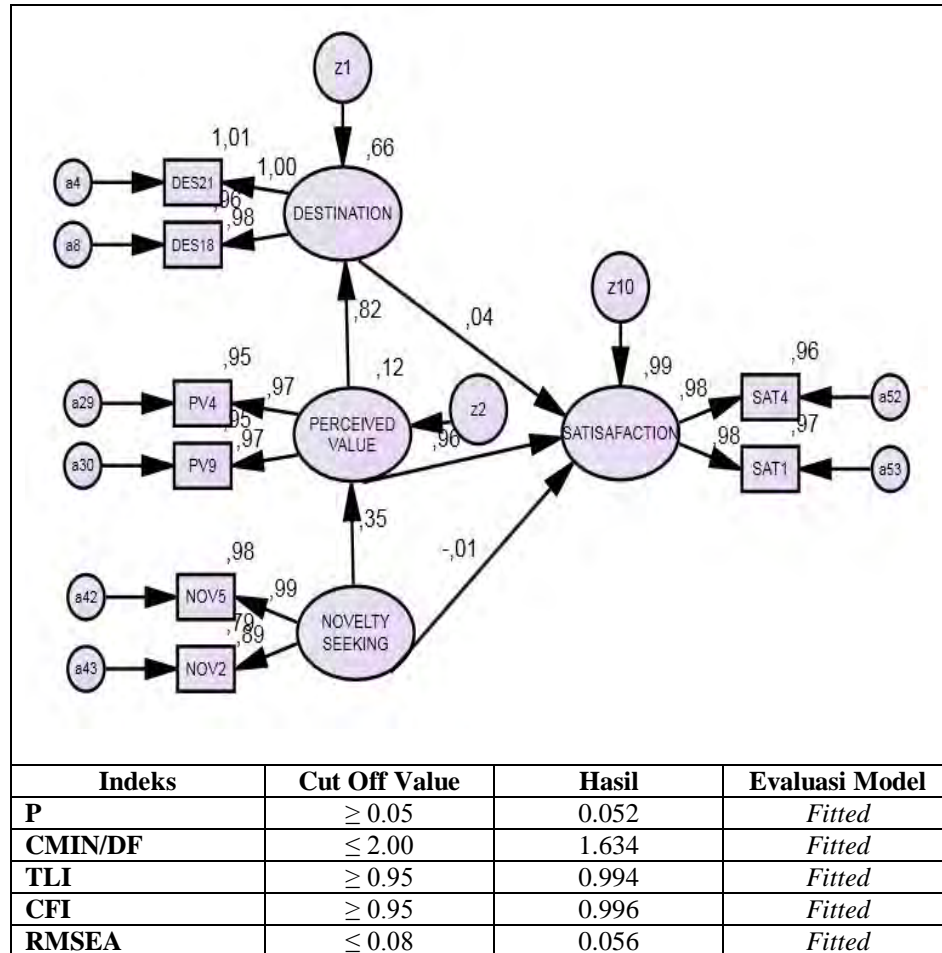 z1
1,01
,66
a4
DES21
1,00
DESTINATION
,96
a8
DES18
,98
z10
,82
,04
,95
,12
,99
,96
a29
PV4
,97
z2
,98
SAT4
a52
PERCEIVED
VALUE
SATISAFACTION
,95
,96
,98
,97
a30
PV9
,97
SAT1
a53
,35
-,01
,98
a42
NOV5
,99
NOVELTY
SEEKING
,79
,89
a43
NOV2
Indeks Cut Off Value Hasil Evaluasi Model
P ≥ 0.05 0.052 Fitted
CMIN/DF ≤ 2.00 1.634 Fitted
TLI ≥ 0.95 0.994 Fitted
CFI ≥ 0.95 0.996 Fitted
RMSEA ≤ 0.08 0.056 Fitted